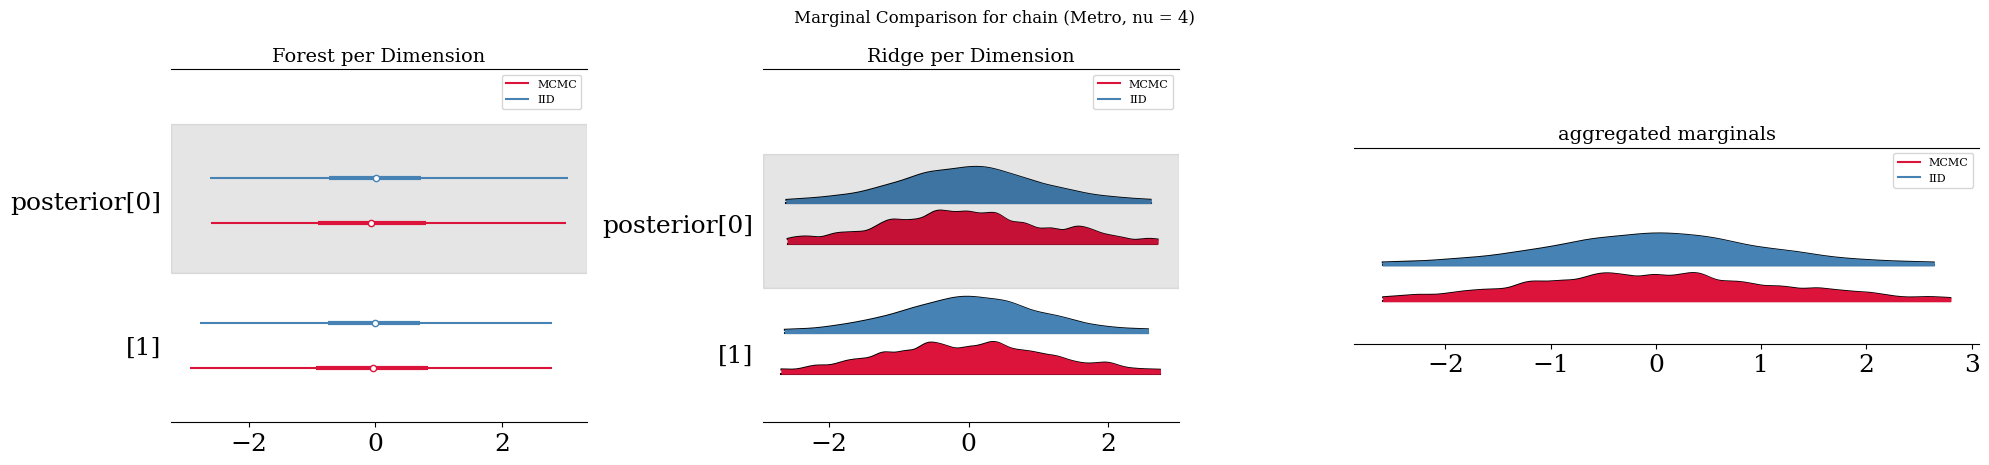 Marginal Comparison for chain (Metro, nu = 4)
Forest per Dimension
MCMC
IID
posterior[0]
[1]
−2 0 2
Ridge per Dimension
MCMC
IID
posterior[0]
[1]
−2 0 2
aggregated marginals
MCMC
IID
−2 −1 0 1 2 3